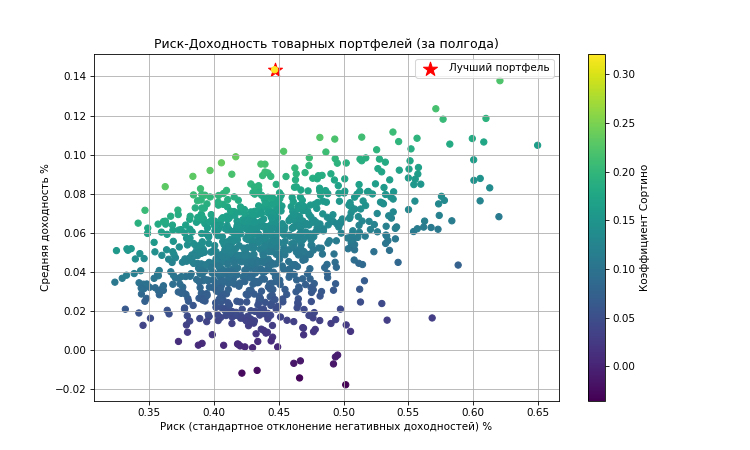 Риск-Доходность товарных портфелей (за полгода)
Лучший портфель
Средняя доходность %
0.14
0.12
0.10
0.08
0.06
0.04
0.02
0.00
−0.02
0.35 0.40 0.45 0.50 0.55 0.60 0.65
Риск (стандартное отклонение негативных доходностей) %
0.30
0.25
0.20
0.15
0.10
0.05
0.00
Коэффициент Сортино